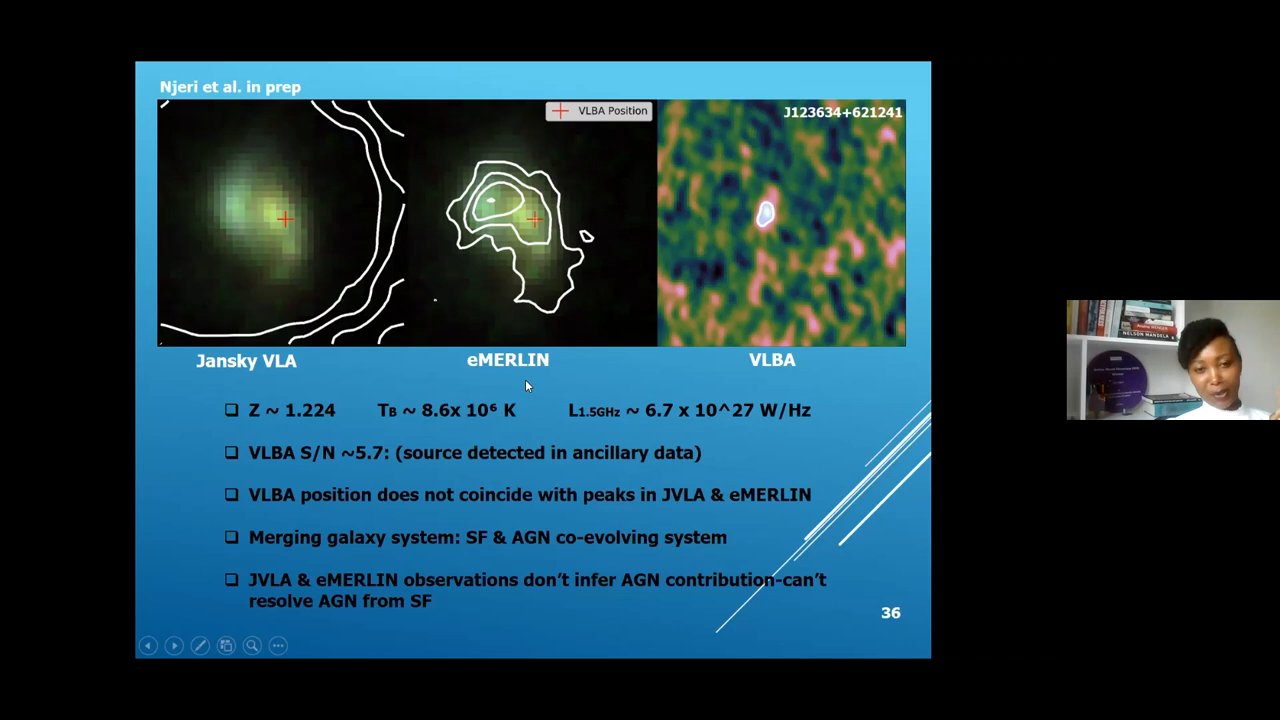 Njeri et al. in prep
VLBA Position
J123634+621241
Jansky VLA
eMERLIN
VLBA
Z ~ 1.224 TB ~ 8.6x 10⁶ K L1.5GHz ~ 6.7 x 10^27 W/Hz
VLBA S/N ~5.7: (source detected in ancillary data)
VLBA position does not coincide with peaks in JVLA & eMERLIN
Merging galaxy system: SF & AGN co-evolving system
JVLA & eMERLIN observations don’t infer AGN contribution-can’t
resolve AGN from SF
36
NELSON MANDELA